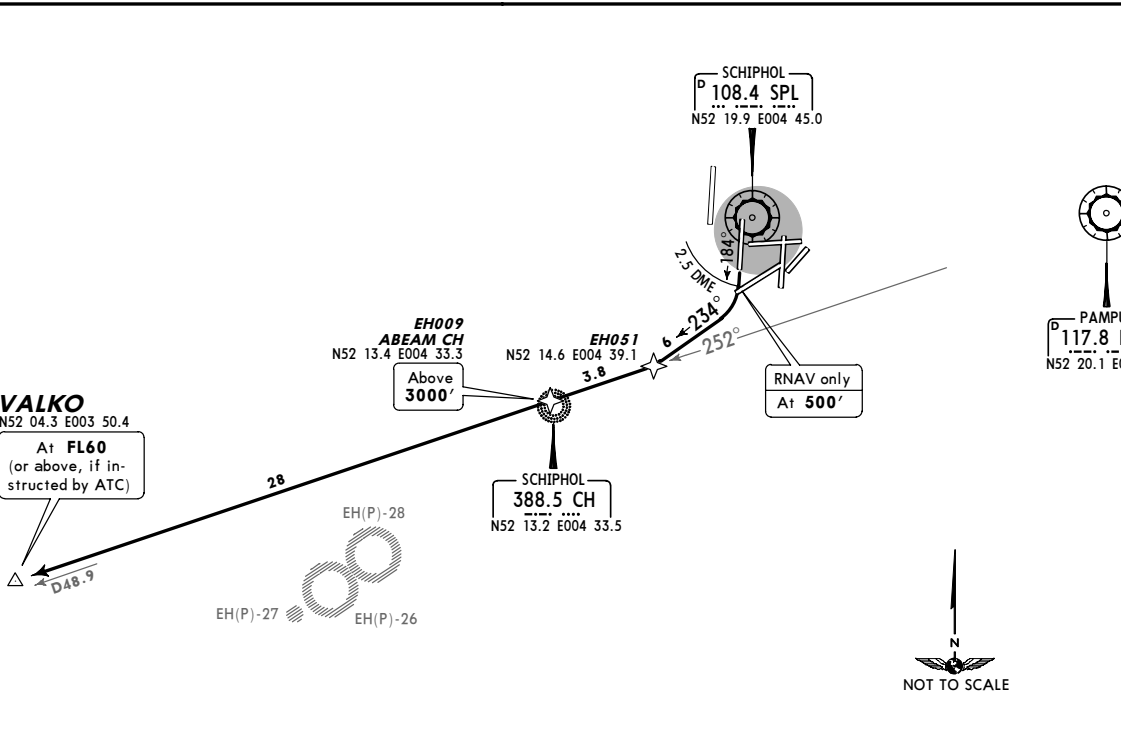 SCHIPHOL
D 108.4 SPL
N52 19.9 E004 45.0
184°
2.5 DME
234°
6
252°
EH009
ABEAM CH
N52 13.4 E004 33.3
Above
3000'
EH051
N52 14.6 E004 39.1
3.8
RNAV only
At 500'
D
117.8
VALKO
N52 04.3 E003 50.4
At FL60
(or above, if in-
structed by ATC)
28
D48.9
SCHIPHOL
388.5 CH
N52 13.2 E004 33.5
EH(P)-28
EH(P)-27
EH(P)-26
N
NOT TO SCALE
N52 20.1